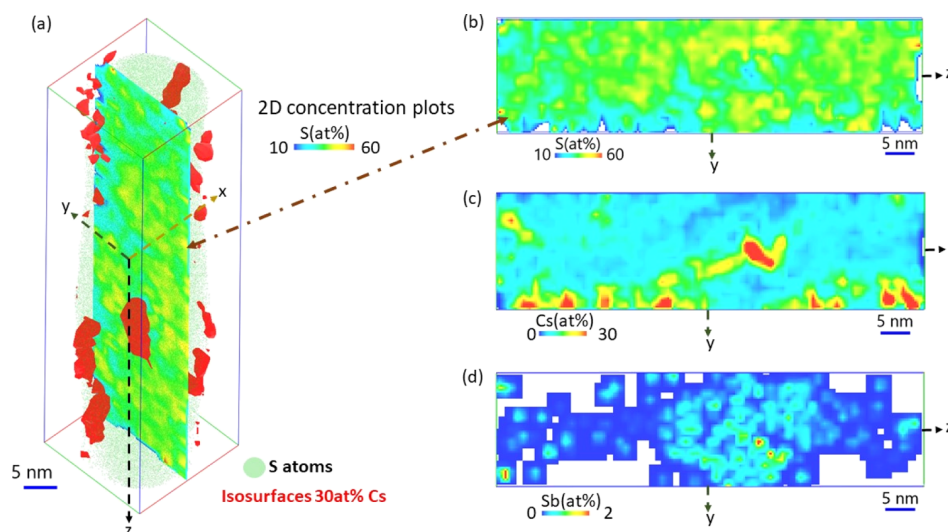 (a)
2D concentration plots
S(at%)
10 60
x
y
z
5 nm
S atoms
Isosurfaces 30at% Cs
(b)
z
S(at%)
10 60
y
5 nm
(c)
Cs(at%)
0 30
y
5 nm
(d)
z
Sb(at%)
0 2
y
5 nm